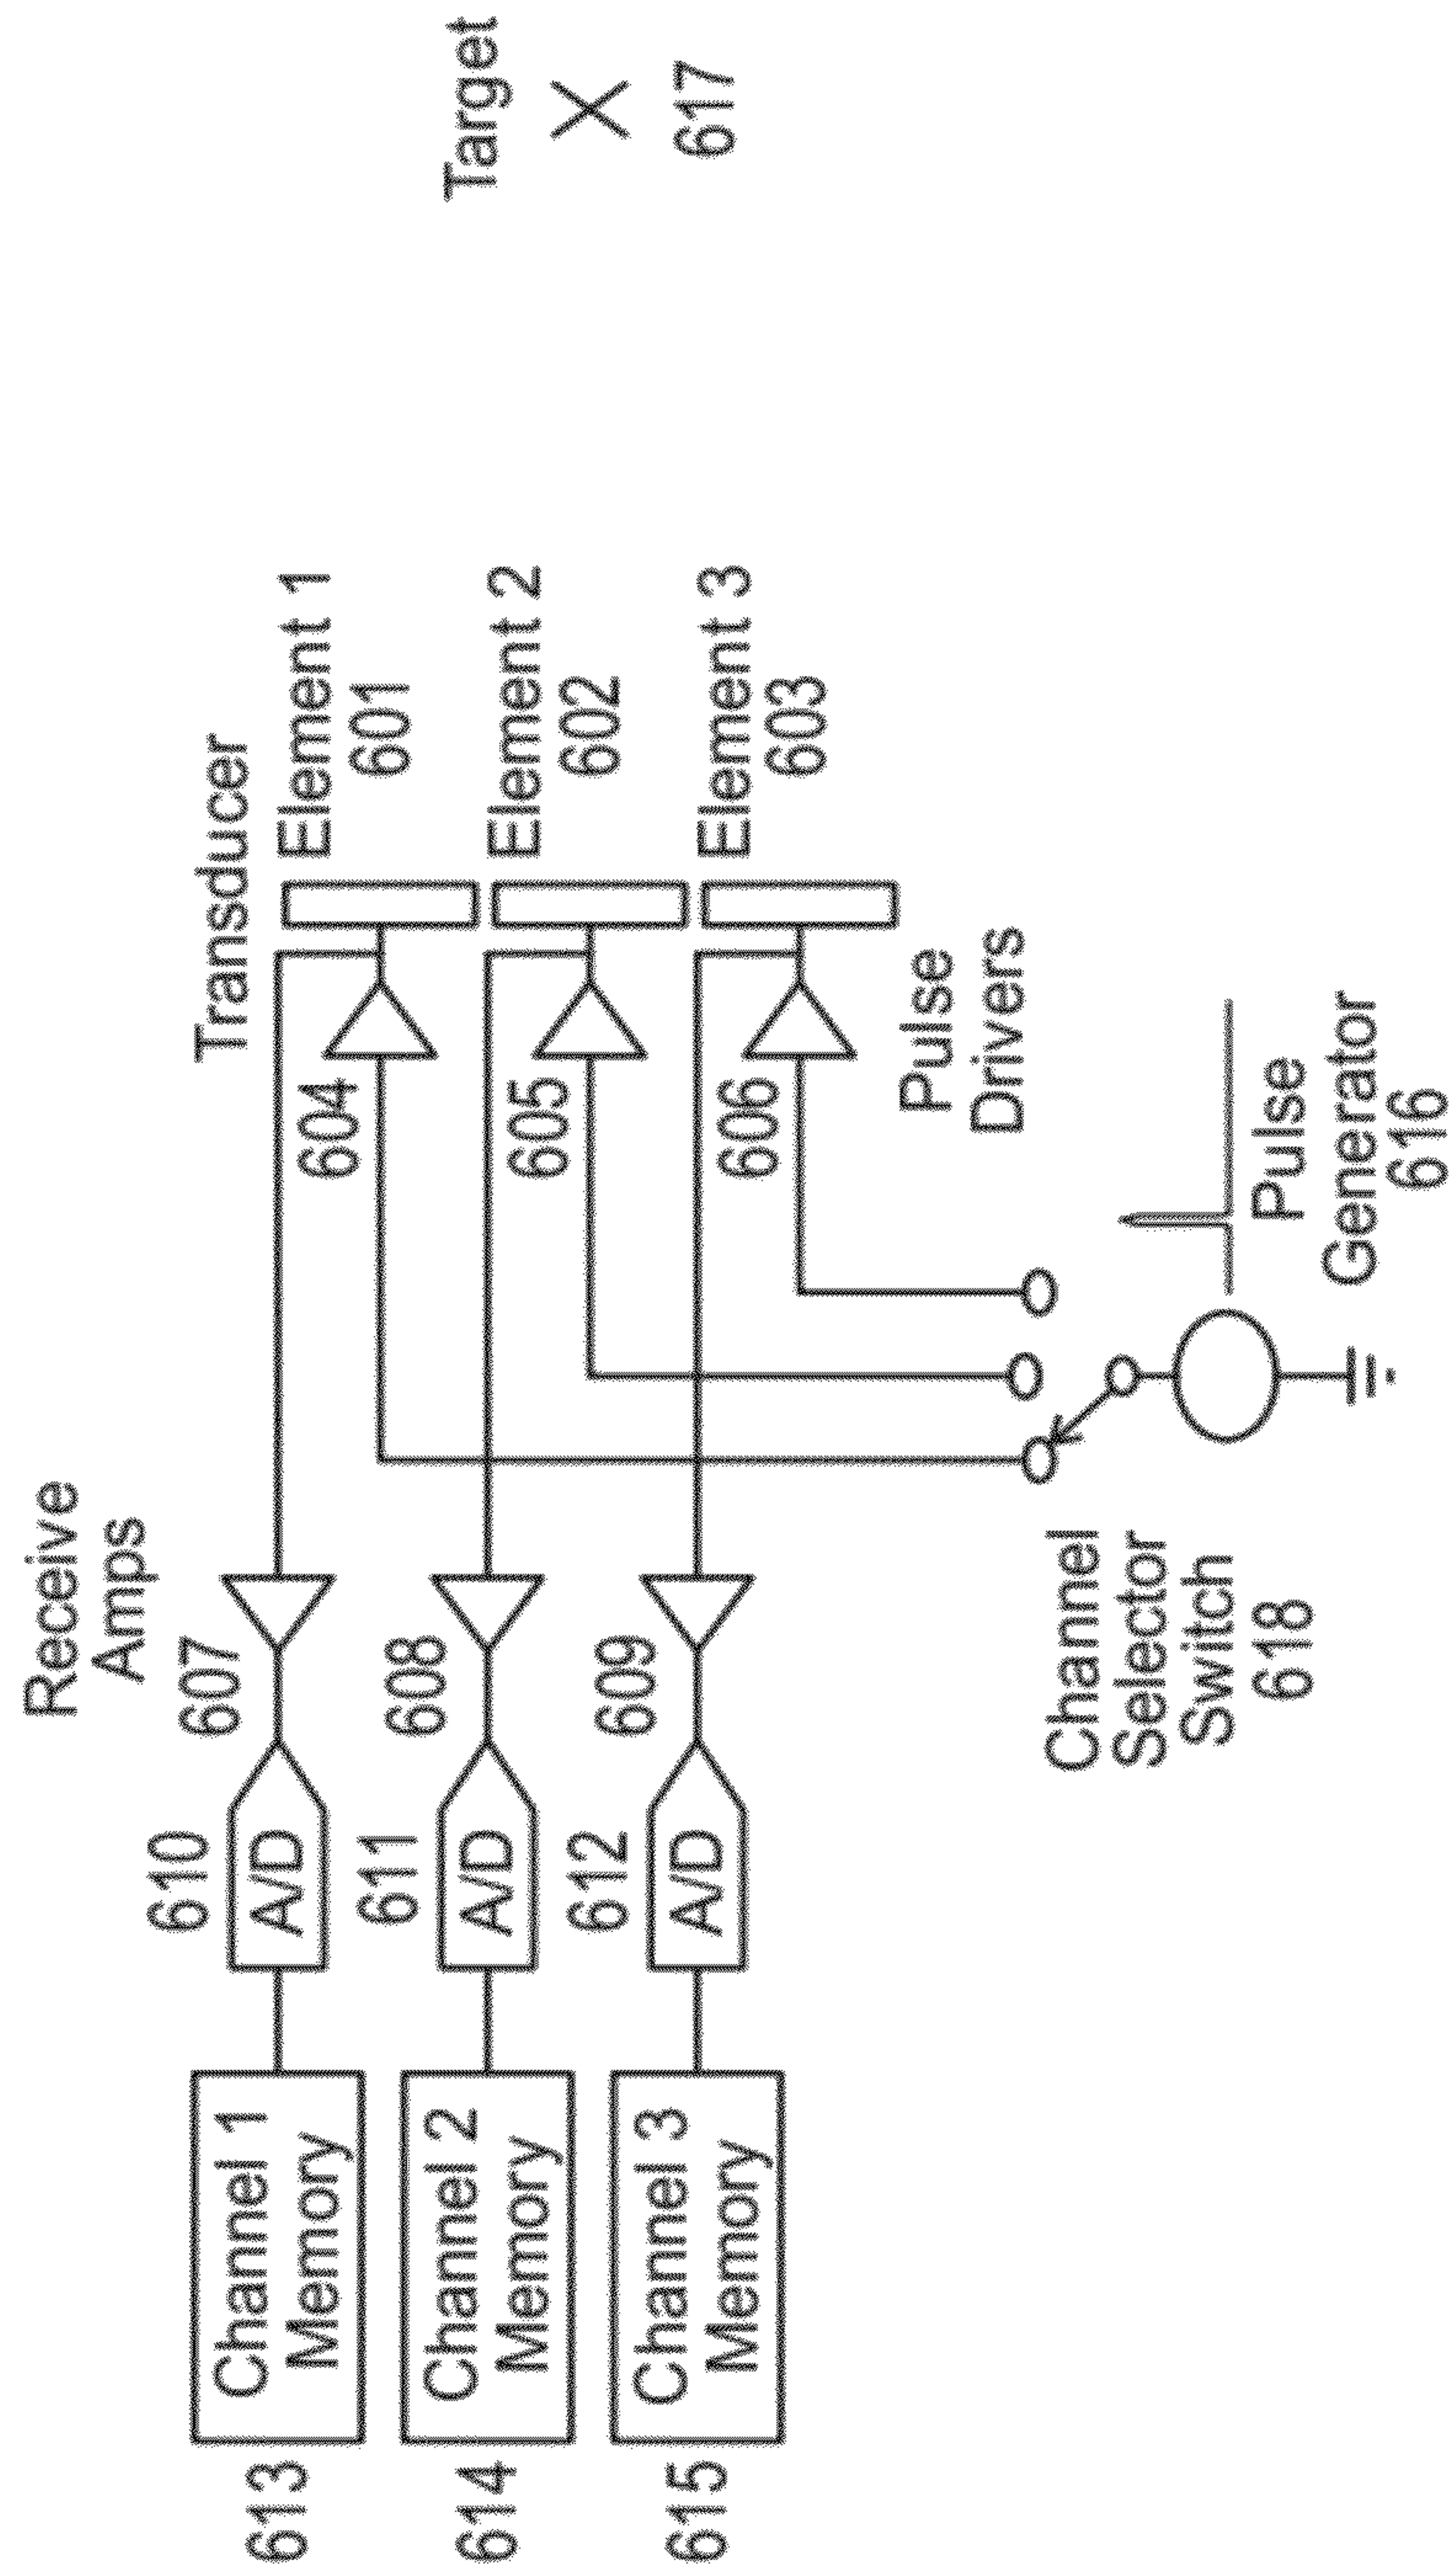 Receive
Amps
Transducer
Target
X
617
613
Channel 1
Memory
610
A/D
607
604
Element 1
601
614
Channel 2
Memory
611
A/D
608
605
Element 2
602
615
Channel 3
Memory
612
A/D
609
606
Element 3
603
Pulse
Drivers
Channel
Selector
Switch
618
Pulse
Generator
616